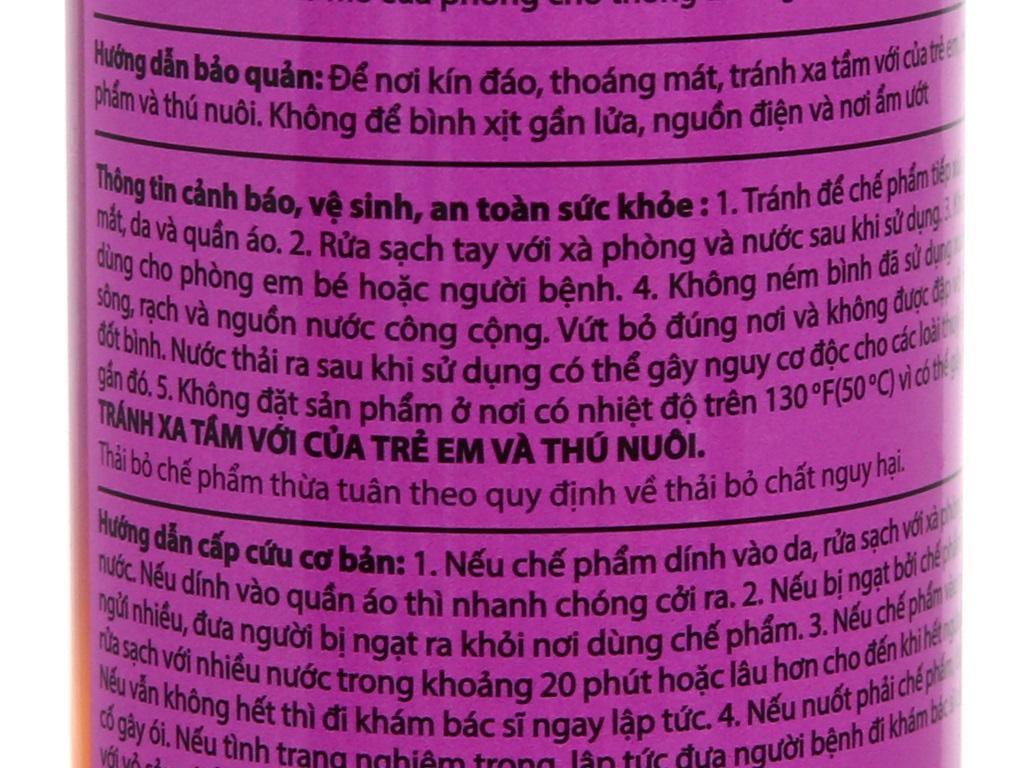 của phòng cho thông
Hướng dẫn bảo quản: Để nơi kín đáo, thoáng mát, tránh xa tầm với của trẻ em,
phẩm và thú nuôi. Không để bình xịt gần lửa, nguồn điện và nơi ẩm ướt
Thông tin cảnh báo, vệ sinh, an toàn sức khỏe : 1. Tránh để chế phẩm tiếp
mắt, da và quần áo. 2. Rửa sạch tay với xà phòng và nước sau khi sử dụng. 3.
dùng cho phòng em bé hoặc người bệnh. 4. Không ném bình đã sử dụng
sông, rạch và nguồn nước công cộng. Vứt bỏ đúng nơi và không được đập
đốt bình. Nước thải ra sau khi sử dụng có thể gây nguy cơ độc cho các loài
gần đó. 5. Không đặt sản phẩm ở nơi có nhiệt độ trên 130 ºF(50 ºC) vì có thể
TRÁNH XA TẦM VỚI CỦA TRẺ EM VÀ THÚ NUÔI.
Thải bỏ chế phẩm thừa tuân theo quy định về thải bỏ chất nguy hại.
Hướng dẫn cấp cứu cơ bản: 1. Nếu chế phẩm dính vào da, rửa sạch với xà
nước. Nếu dính vào quần áo thì nhanh chóng cởi ra. 2. Nếu bị ngạt bởi chế
ngửi nhiều, đưa người bị ngạt ra khỏi nơi dùng chế phẩm. 3. Nếu chế phẩm
rửa sạch với nhiều nước trong khoảng 20 phút hoặc lâu hơn cho đến khi hết
Nếu vẫn không hết thì đi khám bác sĩ ngay lập tức. 4. Nếu nuốt phải chế phẩm
cố gây ói. Nếu tình trạng nghiêm trọng, lập tức đưa người bệnh đi khám bác
với vỏ